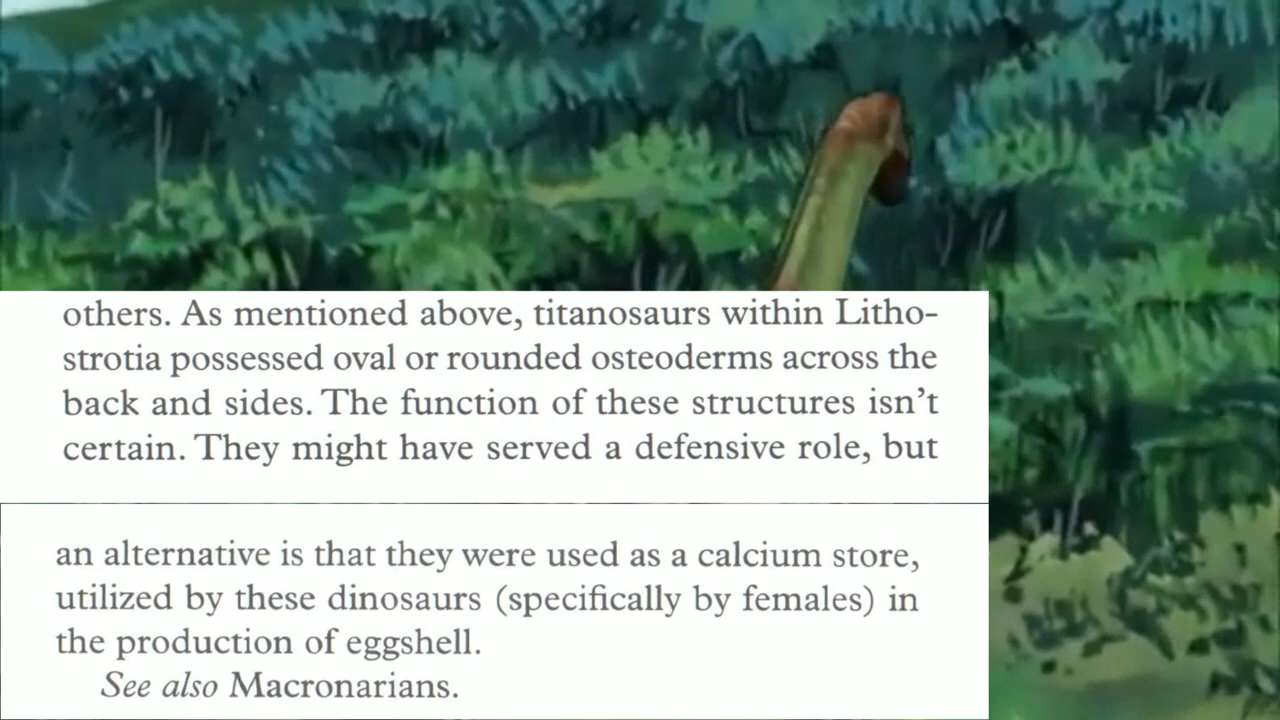 others. As mentioned above, titanosaurs within Litho-
strotia possessed oval or rounded osteoderms across the
back and sides. The function of these structures isn't
certain. They might have served a defensive role, but
an alternative is that they were used as a calcium store,
utilized by these dinosaurs (specifically by females) in
the production of eggshell.
See also Macronarians.